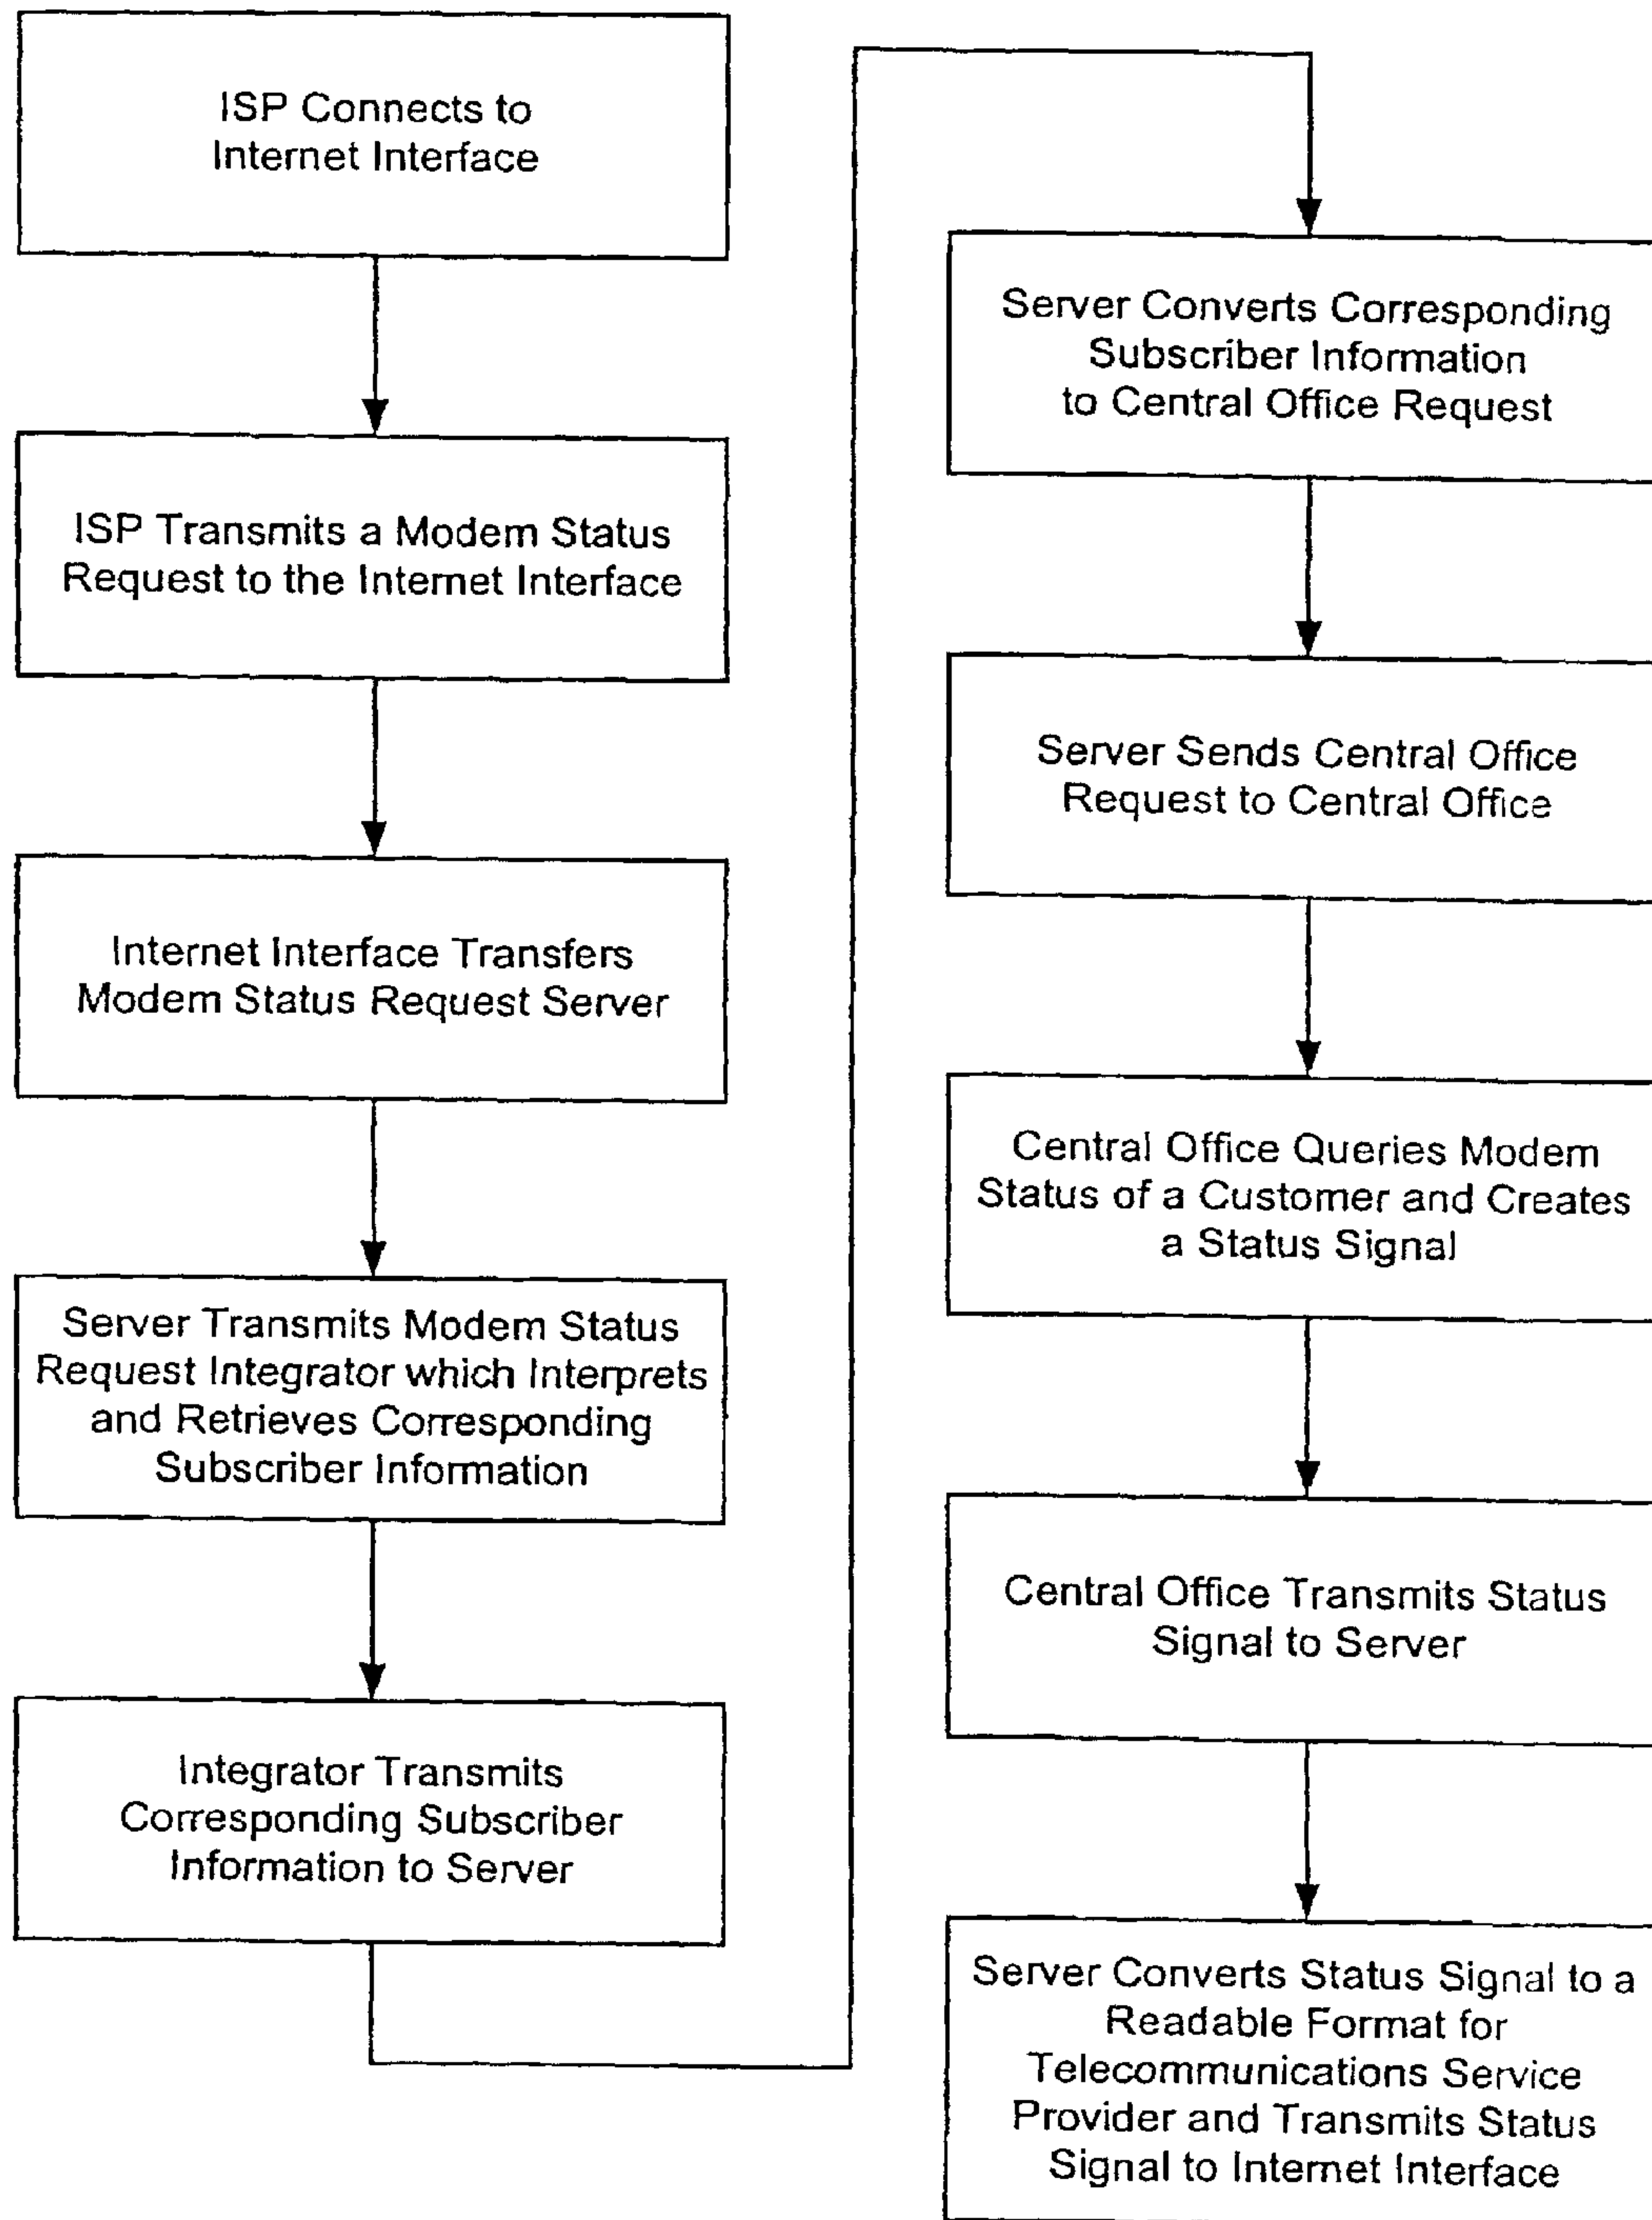 ISP Connects to
Internet Interface
ISP Transmits a Modem Status
Request to the Internet Interface
Internet Interface Transfers
Modem Status Request Server
Server Transmits Modem Status
Request Integrator which Interprets
and Retrieves Corresponding
Subscriber Information
Integrator Transmits
Corresponding Subscriber
Information to Server
Server Converts Corresponding
Subscriber Information
to Central Office Request
Server Sends Central Office
Request to Central Office
Central Office Queries Modem
Status of a Customer and Creates
a Status Signal
Central Office Transmits Status
Signal to Server
Server Converts Status Signal to a
Readable Format for
Telecommunications Service
Provider and Transmits Status
Signal to Internet Interface